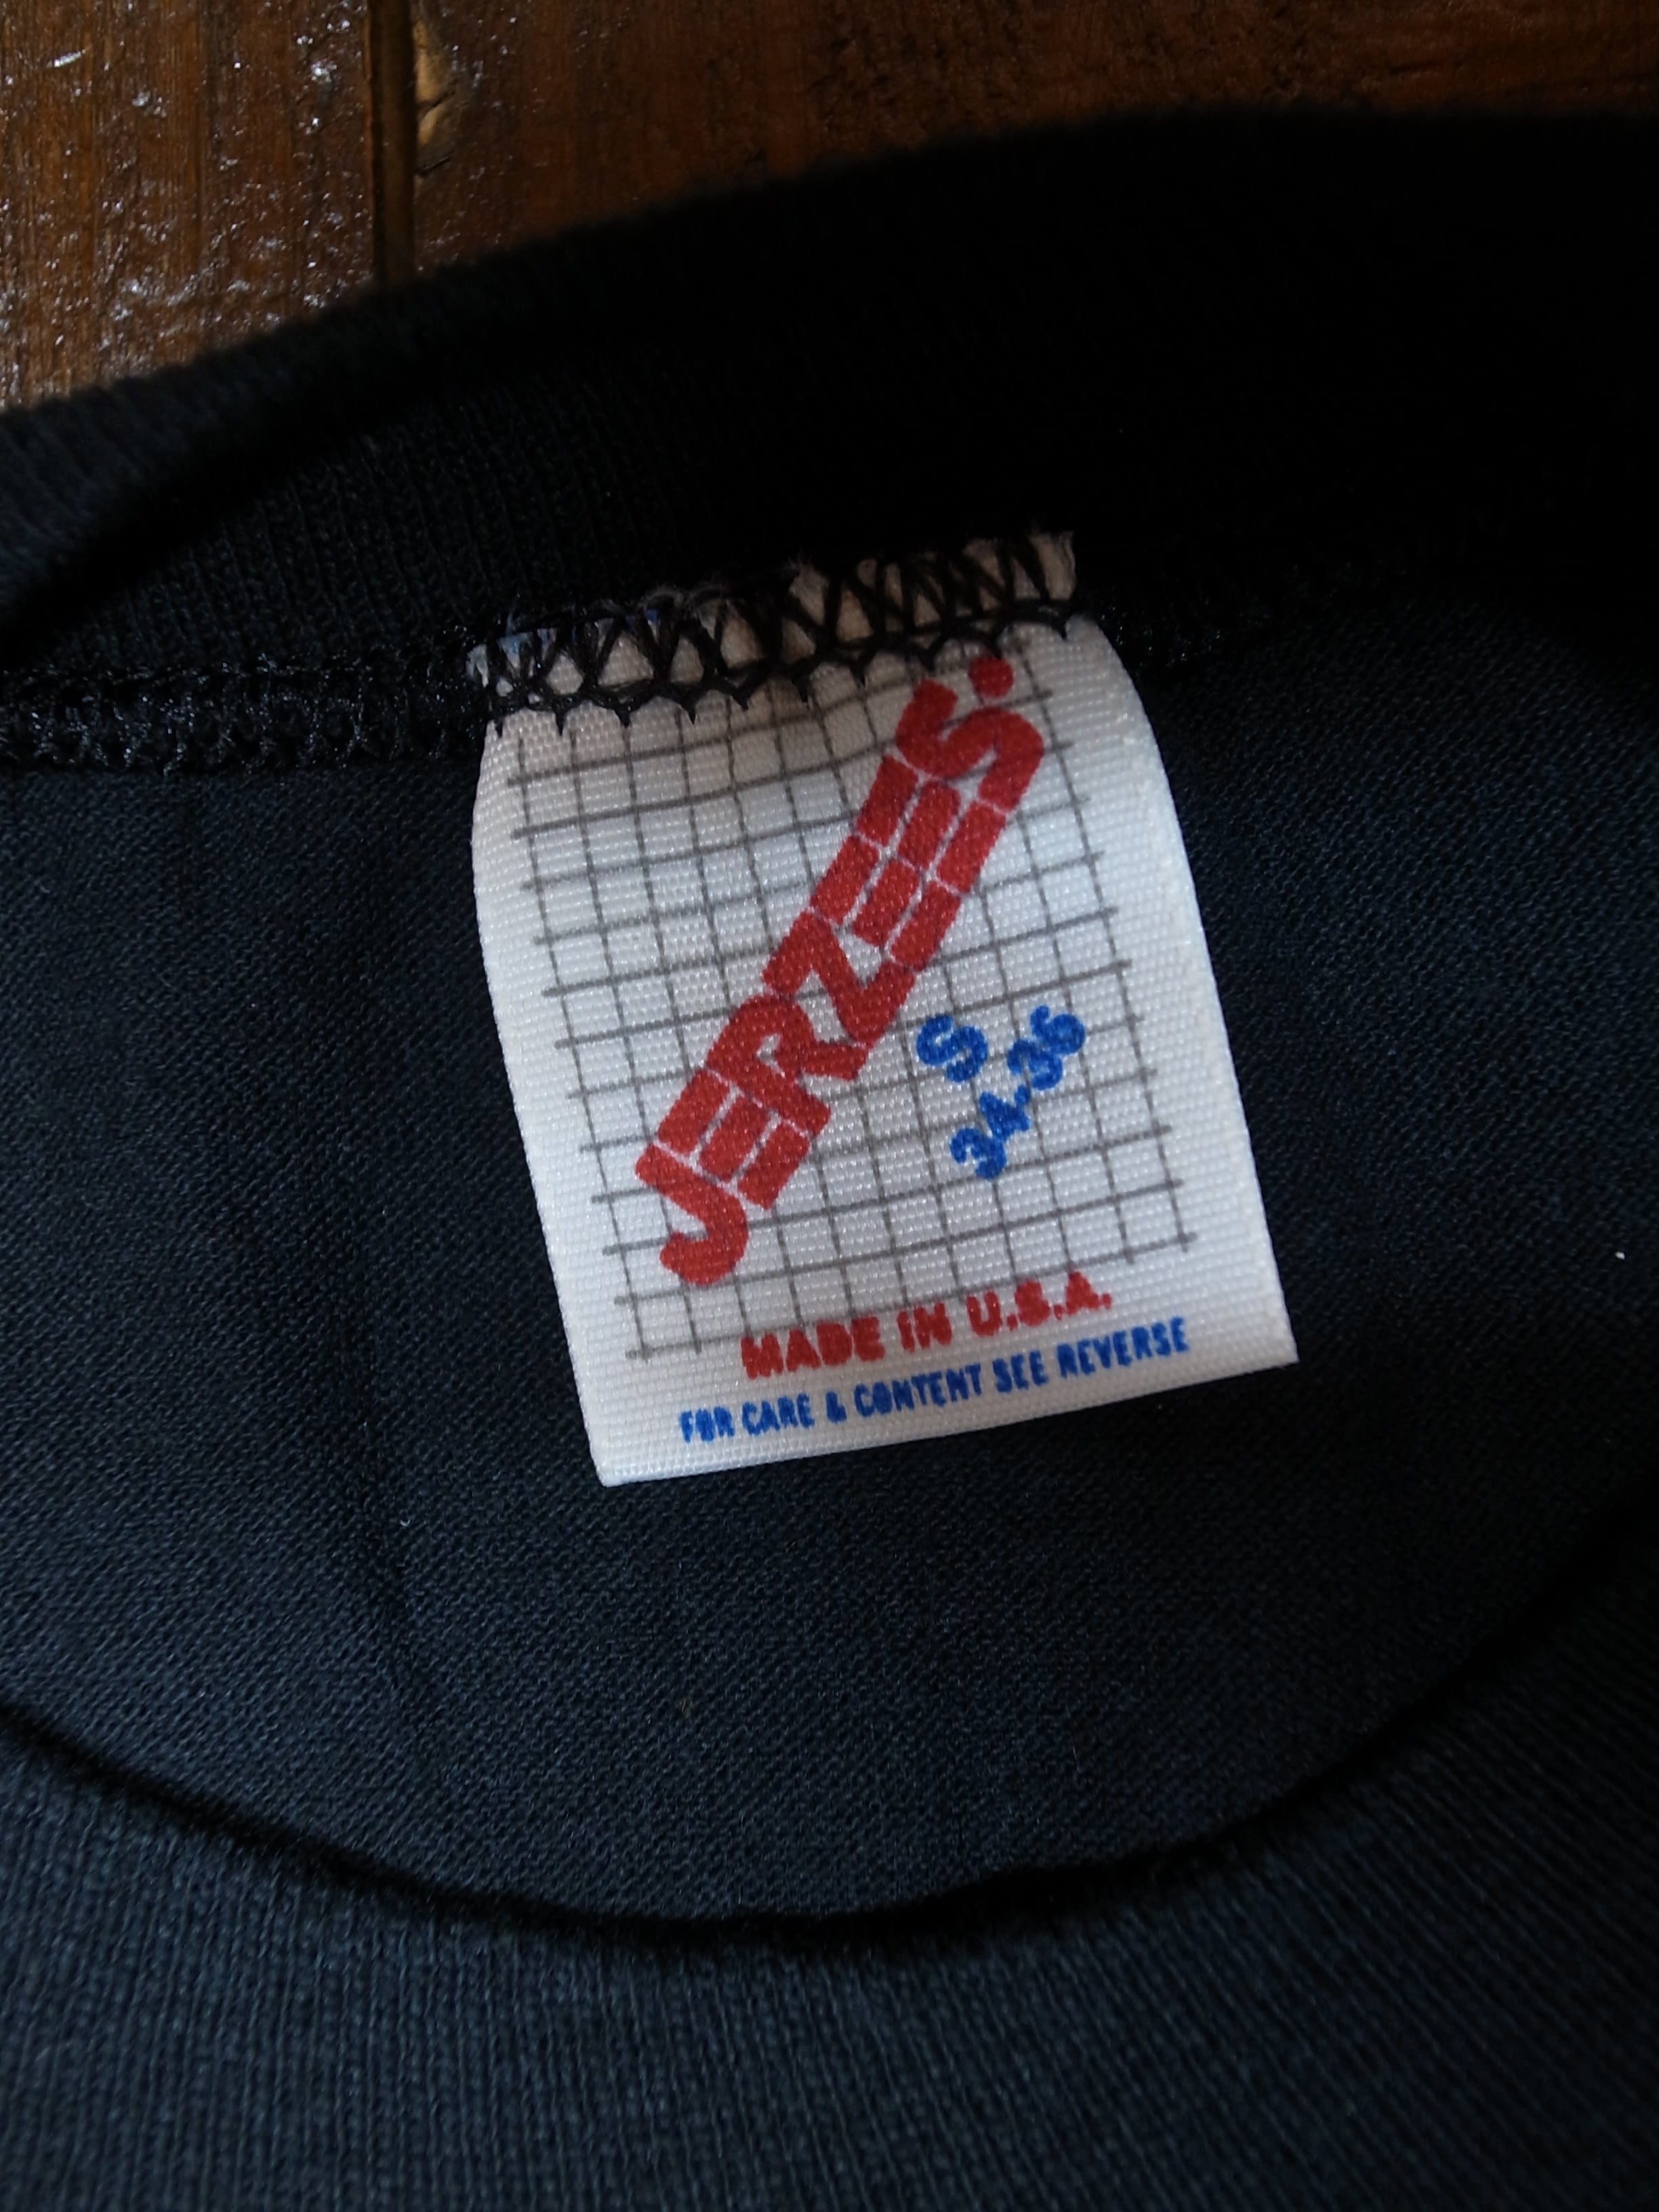 JERZEES.
S
34-36
MADE IN U.S.A.
FOR CARE & CONTENT SEE REVERSE